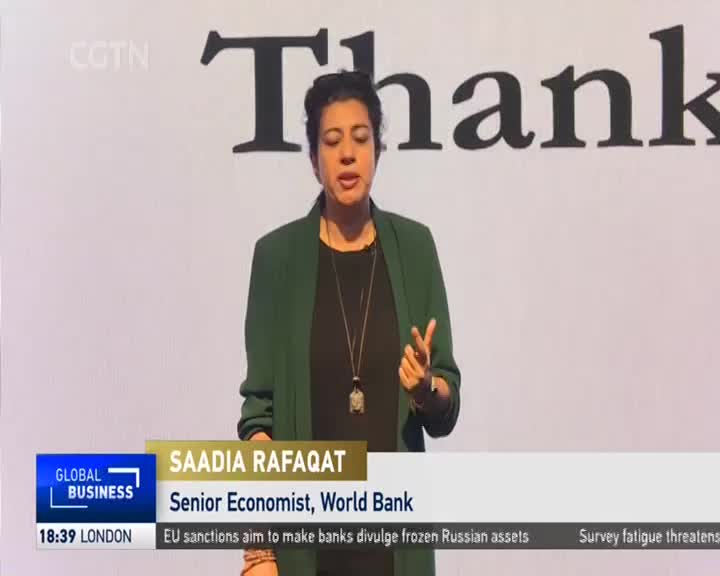 CGTN
Thank
SAADIA RAFAQAT
GLOBAL
BUSINESS
Senior Economist, World Bank
18:39 LONDON
EU sanctions aim to make banks divulge frozen Russian assets
Survey fatigue threatens